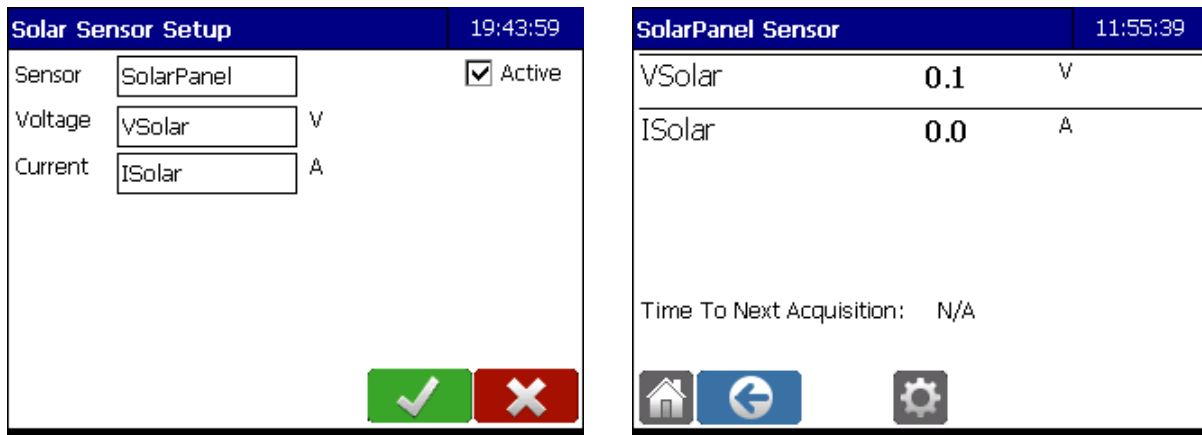 Solar Sensor Setup 19:43:59
Sensor SolarPanel Active
Voltage VSolar V
Current ISolar A
SolarPanel Sensor 11:55:39
VSolar 0.1 V
ISolar 0.0 A
Time To Next Acquisition: N/A